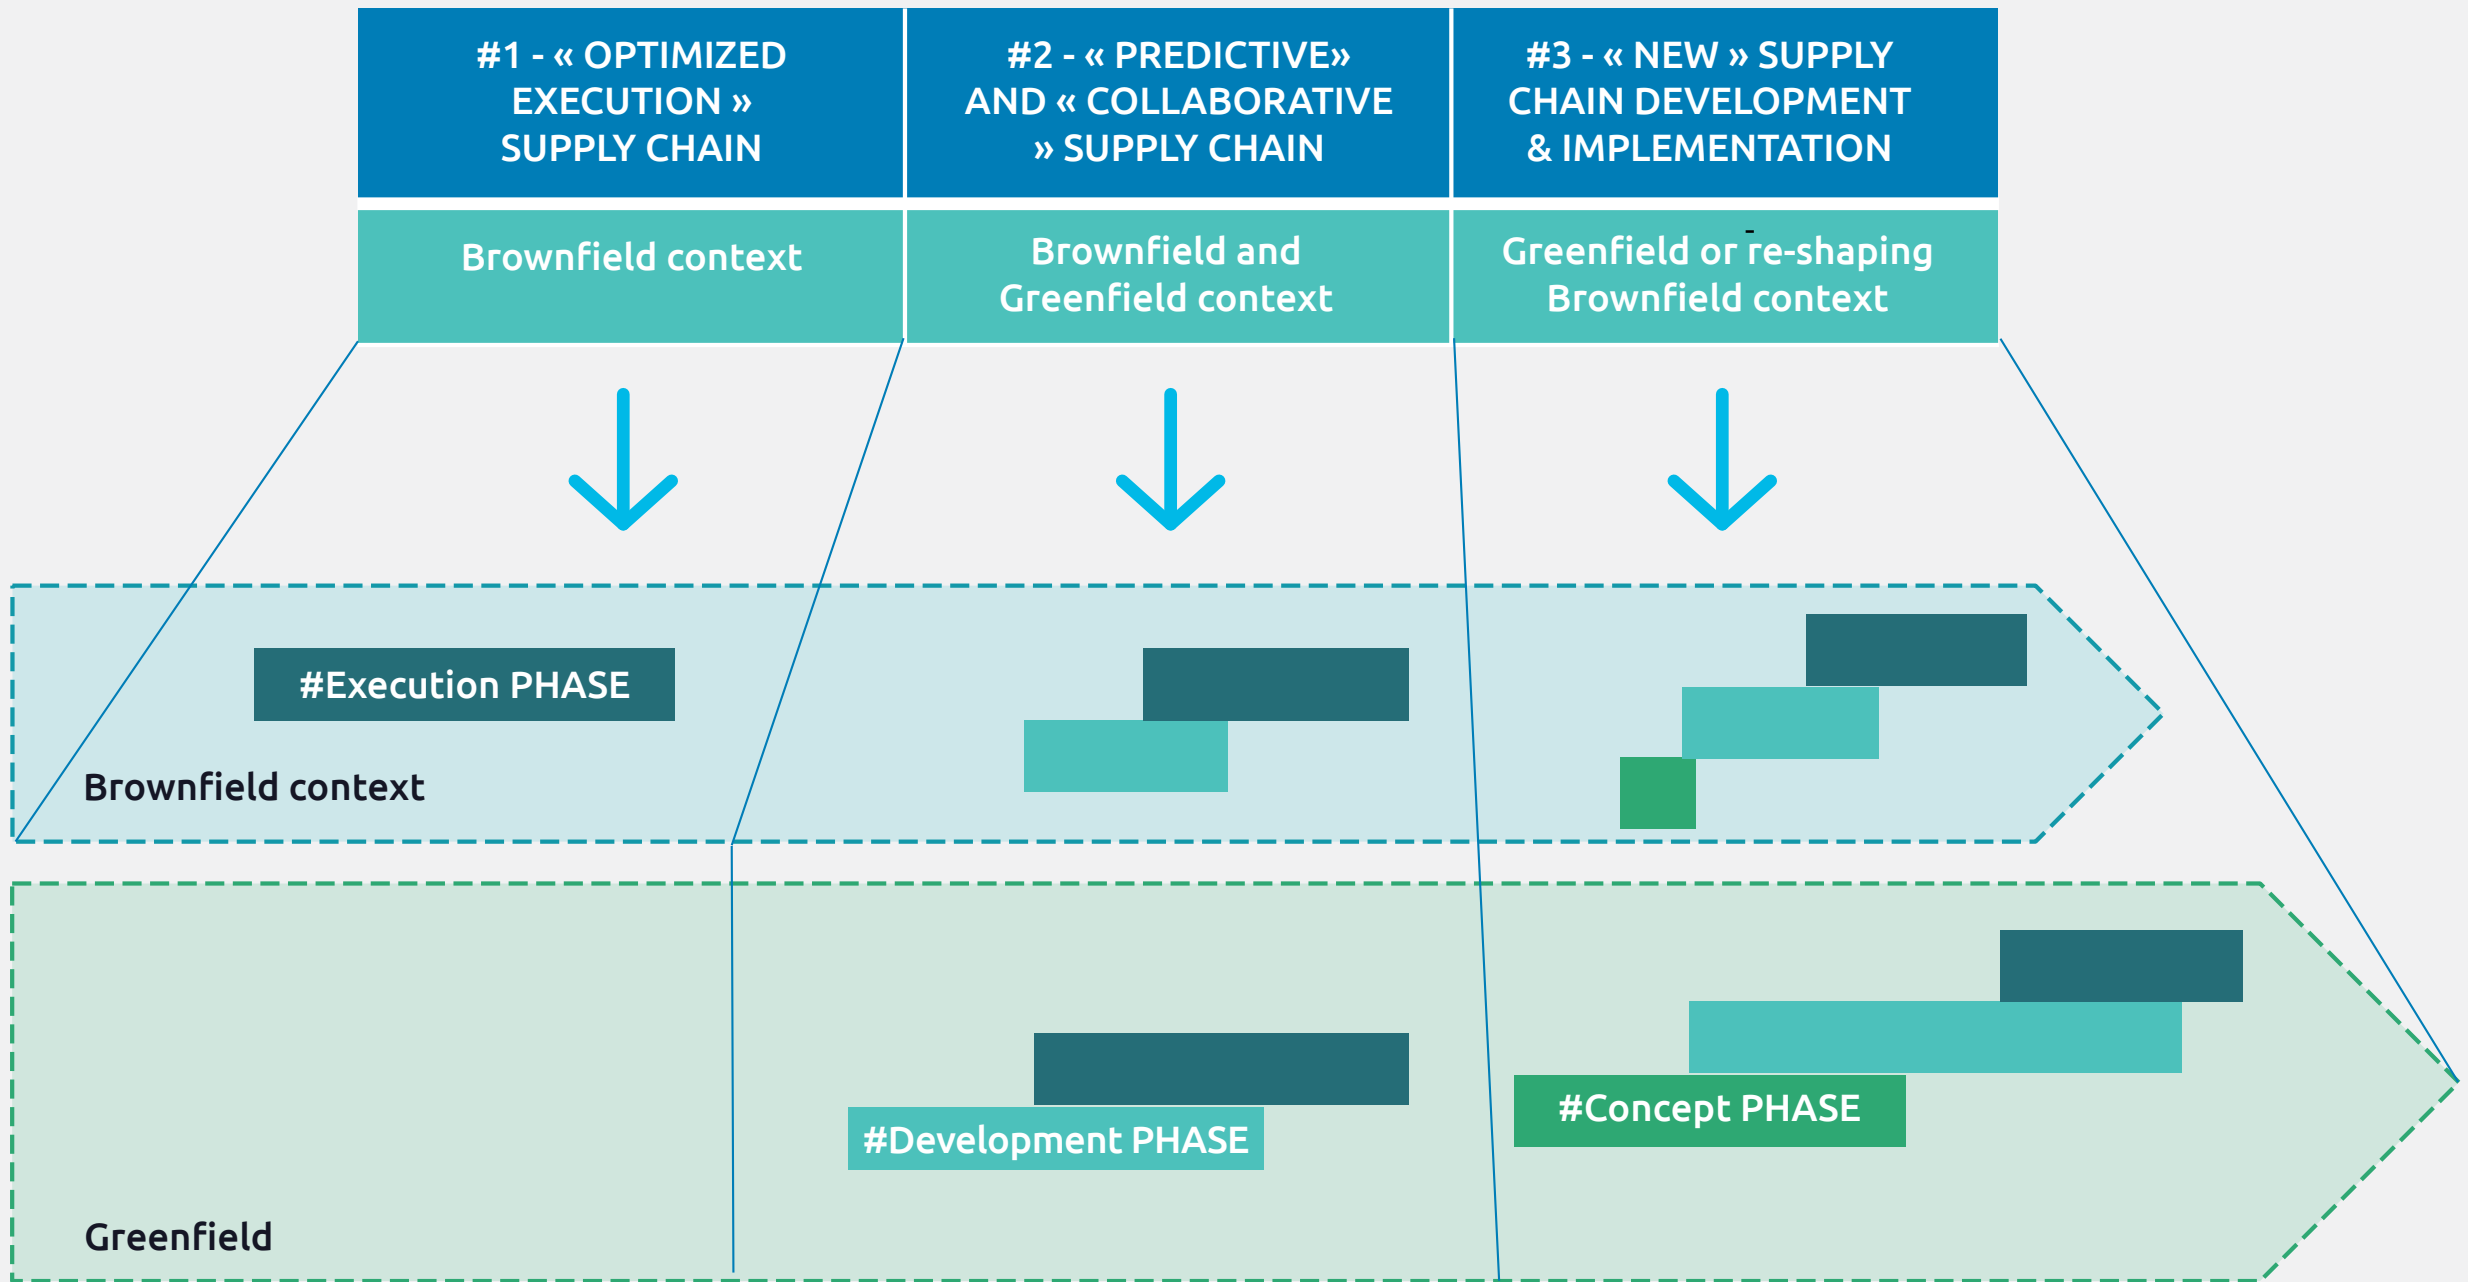 #1 - « OPTIMIZED
EXECUTION »
SUPPLY CHAIN
#2 - « PREDICTIVE»
AND « COLLABORATIVE
» SUPPLY CHAIN
#3 - « NEW » SUPPLY
CHAIN DEVELOPMENT
& IMPLEMENTATION
Brownfield context
Brownfield and
Greenfield context
-
Greenfield or re-shaping
Brownfield context
#Execution PHASE
Brownfield context
#Concept PHASE
#Development PHASE
Greenfield